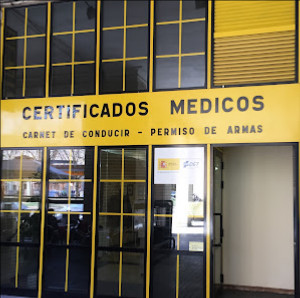 CERTIFICADOS MEDICOS
CARNET DE CONDUCIR - PERMISO DE ARMAS